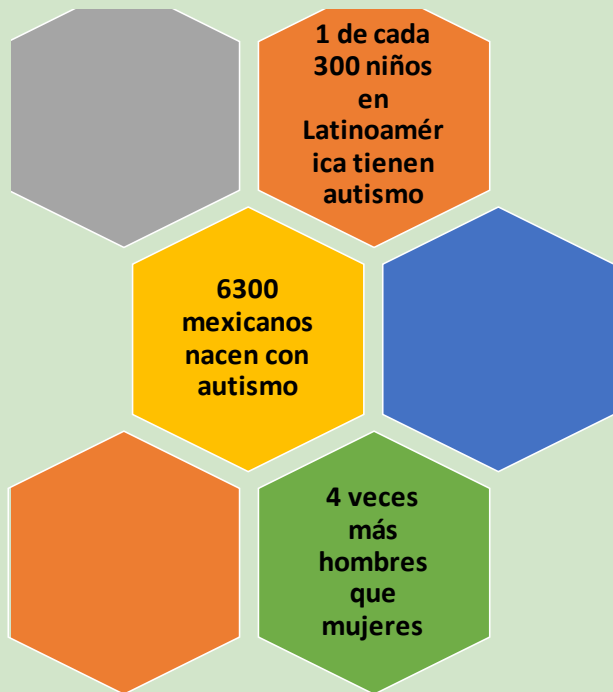 1 de cada
300 niños
en
Latinoamér
ica tienen
autismo
6300
mexicanos
nacen con
autismo
4 veces
más
hombres
que
mujeres